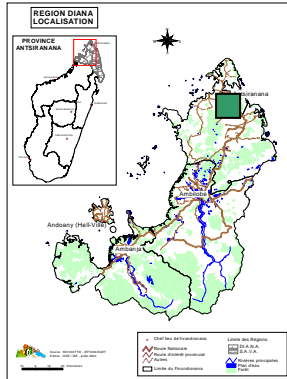 REGION DIANA
LOCALISATION
PROVINCE
ANTSIRANANA
Ambilobe
Andoany (Hell-Ville)
Ambanja
Chef lieu de fivondronana
Route Nationale
Route d'intérêt provincial
Autres
Limite du Fivondronana
Limite des Régions
D.I.A.N.A.
S.A.V.A.
Rivières principales
Plan d'eau
Forêt